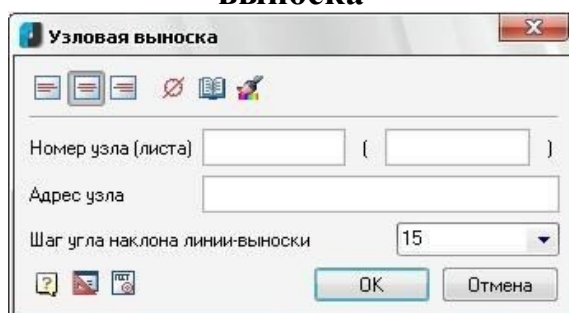 выноска
Узловая выноска
Номер узла (листа) ( )
Адрес узла
Шаг угла наклона линии-выноски 15
OK Отмена